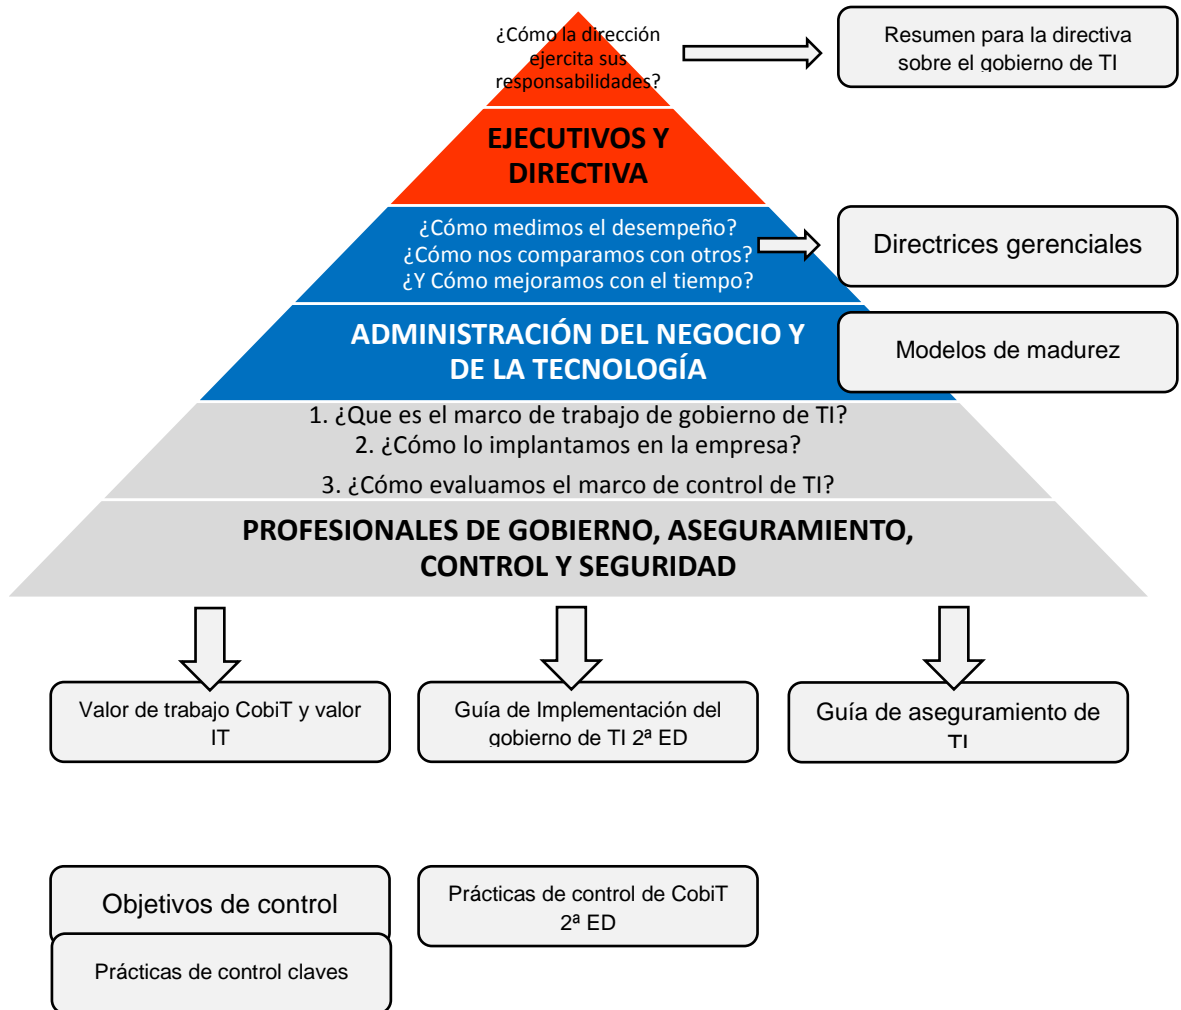 ¿Cómo la dirección
ejercita sus
responsabilidades?
Resumen para la directiva
sobre el gobierno de TI
EJECUTIVOS Y
DIRECTIVA
¿Cómo medimos el desempeño?
¿Cómo nos comparamos con otros?
¿Y Cómo mejoramos con el tiempo?
Directrices gerenciales
ADMINISTRACIÓN DEL NEGOCIO Y
DE LA TECNOLOGÍA
Modelos de madurez
1. ¿Que es el marco de trabajo de gobierno de TI?
2. ¿Cómo lo implantamos en la empresa?
3. ¿Cómo evaluamos el marco de control de TI?
PROFESIONALES DE GOBIERNO, ASEGURAMIENTO,
CONTROL Y SEGURIDAD
Valor de trabajo CobiT y valor
IT
Guía de Implementación del
gobierno de TI 2ª ED
Guía de aseguramiento de
TI
Objetivos de control
Prácticas de control claves
Prácticas de control de CobiT
2ª ED